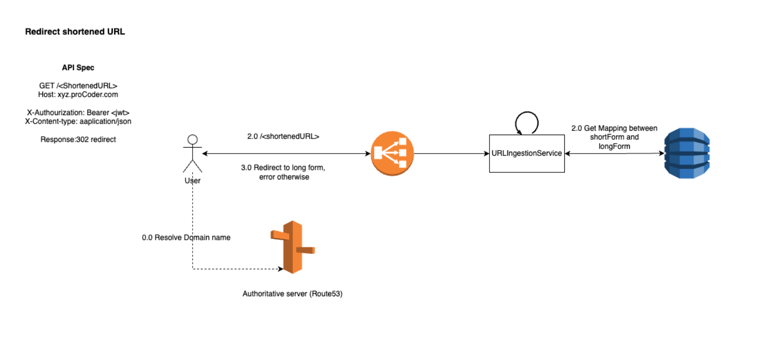 Redirect shortened URL
API Spec
GET /<ShortenedURL>
Host: xyz.proCoder.com
X-Authourization: Bearer <jwt>
X-Content-type: aaplication/json
Response:302 redirect
2.0 /<shortenedURL>
3.0 Redirect to long form,
error otherwise
User
URLIngestionService
2.0 Get Mapping between
shortForm and
longForm
0.0 Resolve Domain name
Authoritative server (Route53)